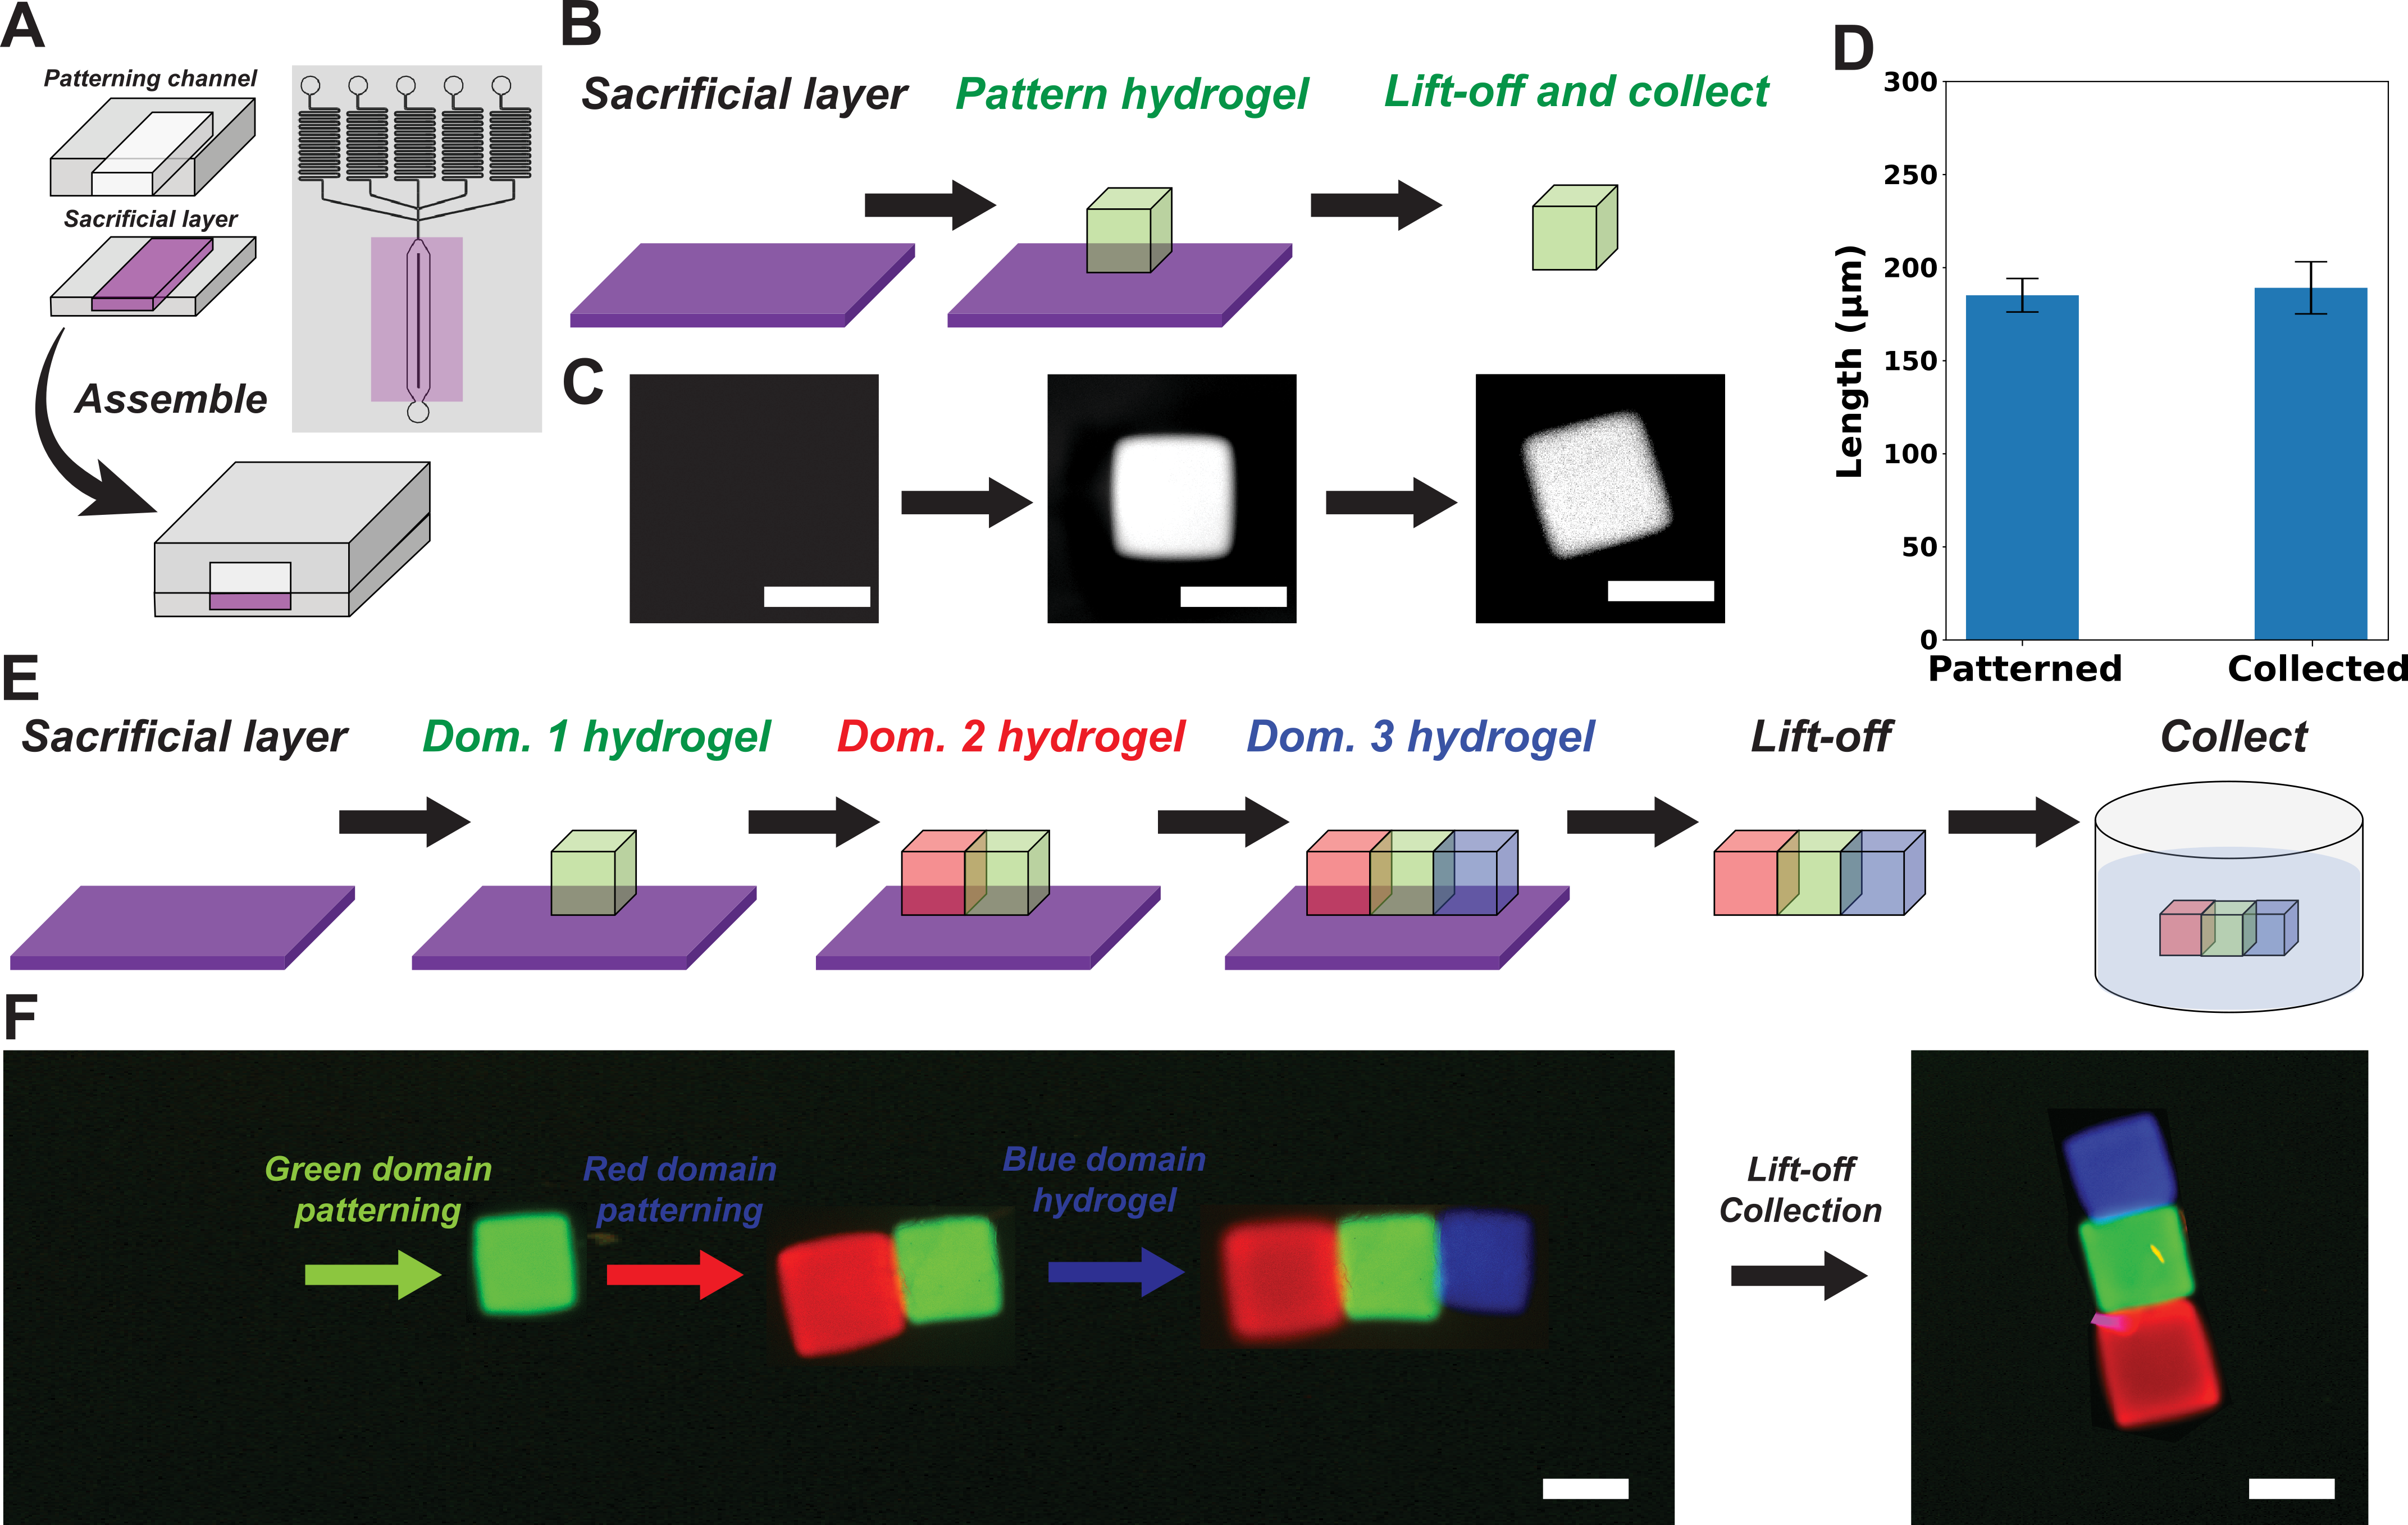 A
Patterning channel
Sacrificial layer
Assemble
B
Sacrificial layer
Pattern hydrogel
Lift-off and collect
C
D
Length (µm)
300
250
200
150
100
50
0
Patterned
Collected
E
Sacrificial layer
Dom. 1 hydrogel
Dom. 2 hydrogel
Dom. 3 hydrogel
Lift-off
Collect
F
Green domain
patterning
Red domain
patterning
Blue domain
hydrogel
Lift-off
Collection